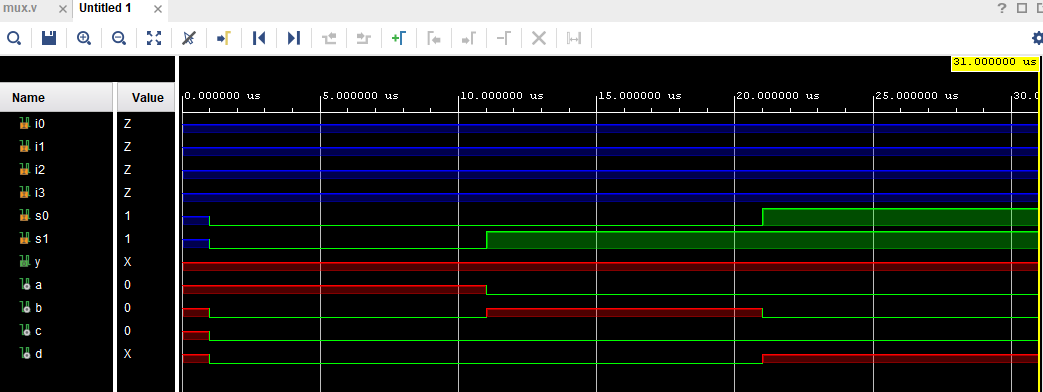 mux.v Untitled 1 ?
31.000000 us
Name Value 0.000000 us 5.000000 us 10.000000 us 15.000000 us 20.000000 us 25.000000 us 30.0
i0 Z
i1 Z
i2 Z
i3 Z
s0 1
s1 1
y X
a 0
b 0
c 0
d X